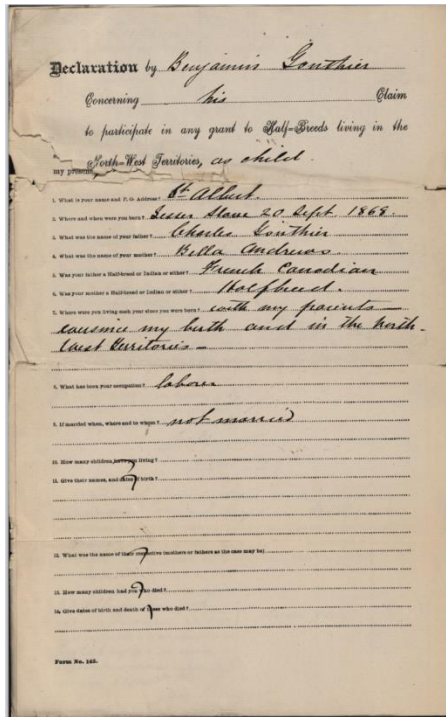 Declaration by Benjamin Gouthier
Concerning his Claim
to participate in any grant to Half=Breeds living in the
North=West Territories, as child.
my present
1. What is your name and P. O. Address? St Albert.
2. Where and when were you born? Lesser Slave 20 Sept. 1869.
3. What was the name of your father? Charles Gouthier
4. What was the name of your mother? Bella Andrews
5. Was your father a Half-breed or Indian or either? French Canadian
6. Was your mother a Half-breed or Indian or either? Halfbreed.
7. Where were you living each year since you were born? with my parents —
my birth and in the North-
West Territories —
8. What has been your occupation? laborer
9. If married when, where and to whom? not married
10. How many children have you living?
11. Give their names, and dates of birth?
12. What was the name of their respective (mothers or fathers as the case may be)
13. How many children had you who died?
14. Give dates of birth and death of those who died?
Form No. 145.